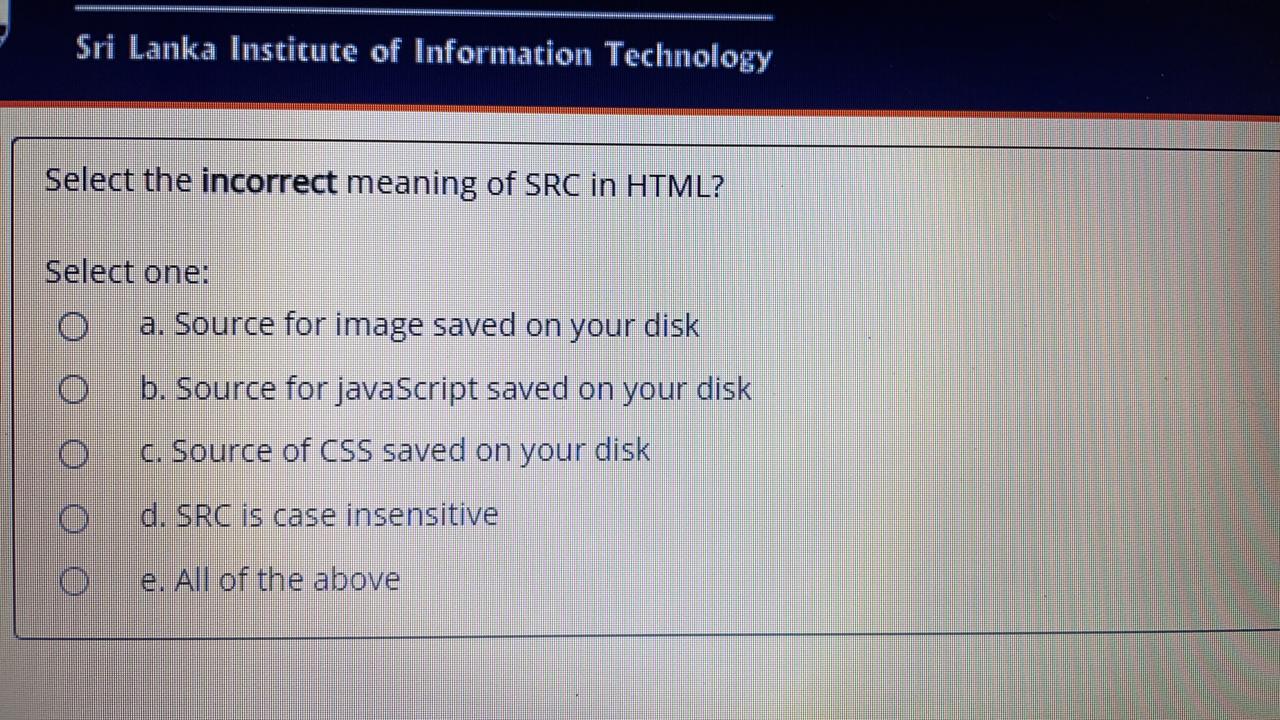 Sri Lanka Institute of Information Technology
Select the incorrect meaning of SRC in HTML?
Select one:
a. Source for image saved on your disk
b. Source for javaScript saved on your disk
c. Source of CSS saved on your disk
d. SRC is case insensitive
e. All of the above